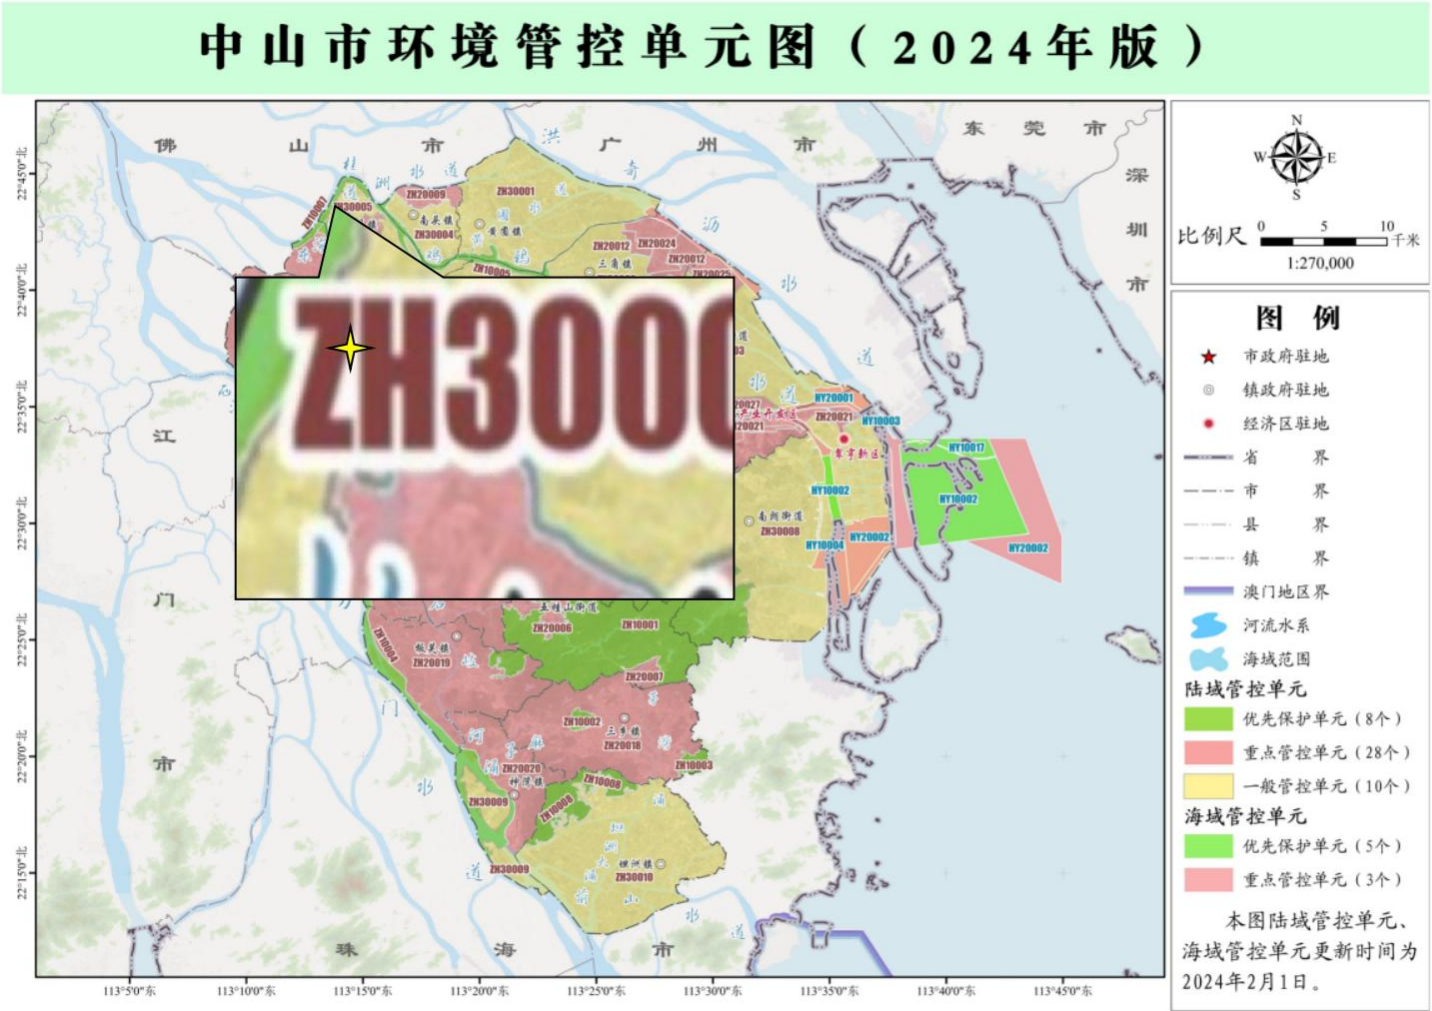 中山市环境管控单元图（2024年版）
佛 山 市
广 州 市
东 莞 市
深 圳 市
江 门 市
珠 海 市
桂 洲 水 道
洪 奇 沥 水 道
22°45'0"北
22°40'0"北
22°35'0"北
22°30'0"北
22°25'0"北
22°20'0"北
22°15'0"北
ZH10007
ZH30005
ZH20009
南头镇
ZH30004
ZH30001
黄圃镇
ZH10005
ZH20012
ZH20024
三角镇
ZH20012
ZH20025
ZH3000
HY20001
ZH20021
HY10003
翠亨新区
HY10017
HY10002
HY10002
南朗街道
ZH30008
HY10004
HY20002
HY20002
五桂山街道
ZH20006
ZH10001
ZH10004
板芙镇
ZH20019
ZH20007
ZH10002
三乡镇
ZH20018
ZH10003
ZH20020
神湾镇
ZH10008
ZH10008
ZH30009
ZH30009
坦洲镇
ZH30010
113°5'0"东
113°10'0"东
113°15'0"东
113°20'0"东
113°25'0"东
113°30'0"东
113°35'0"东
113°40'0"东
113°45'0"东
N
W E
S
比例尺 0 5 10 千米
1:270,000
图 例
市政府驻地
镇政府驻地
经济区驻地
省 界
市 界
县 界
镇 界
澳门地区界
河流水系
海域范围
陆域管控单元
优先保护单元（8个）
重点管控单元（28个）
一般管控单元（10个）
海域管控单元
优先保护单元（5个）
重点管控单元（3个）
本图陆域管控单元、
海域管控单元更新时间为
2024年2月1日。